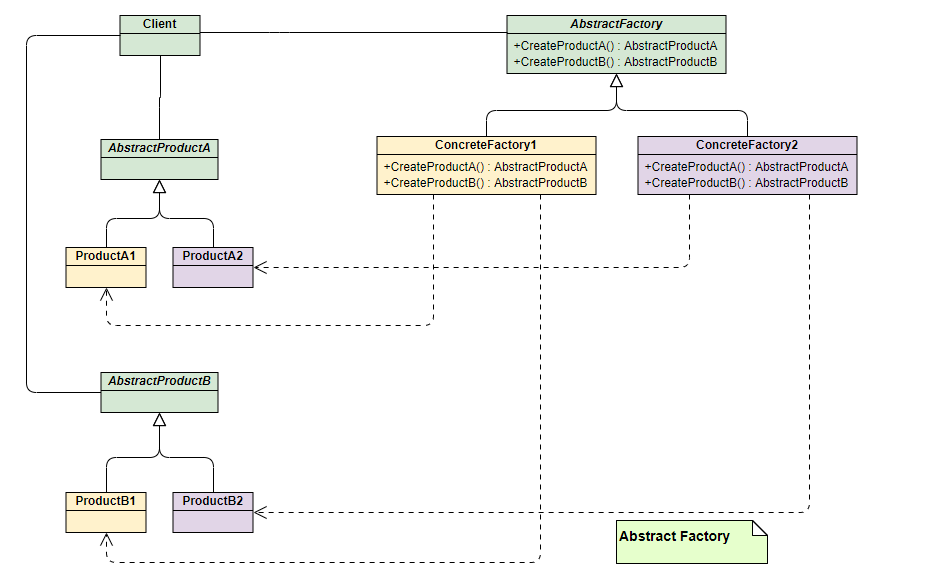 Client
AbstractFactory
+CreateProductA() : AbstractProductA
+CreateProductB() : AbstractProductB
AbstractProductA
ConcreteFactory1
+CreateProductA() : AbstractProductA
+CreateProductB() : AbstractProductB
ConcreteFactory2
+CreateProductA() : AbstractProductA
+CreateProductB() : AbstractProductB
ProductA1
ProductA2
AbstractProductB
ProductB1
ProductB2
Abstract Factory